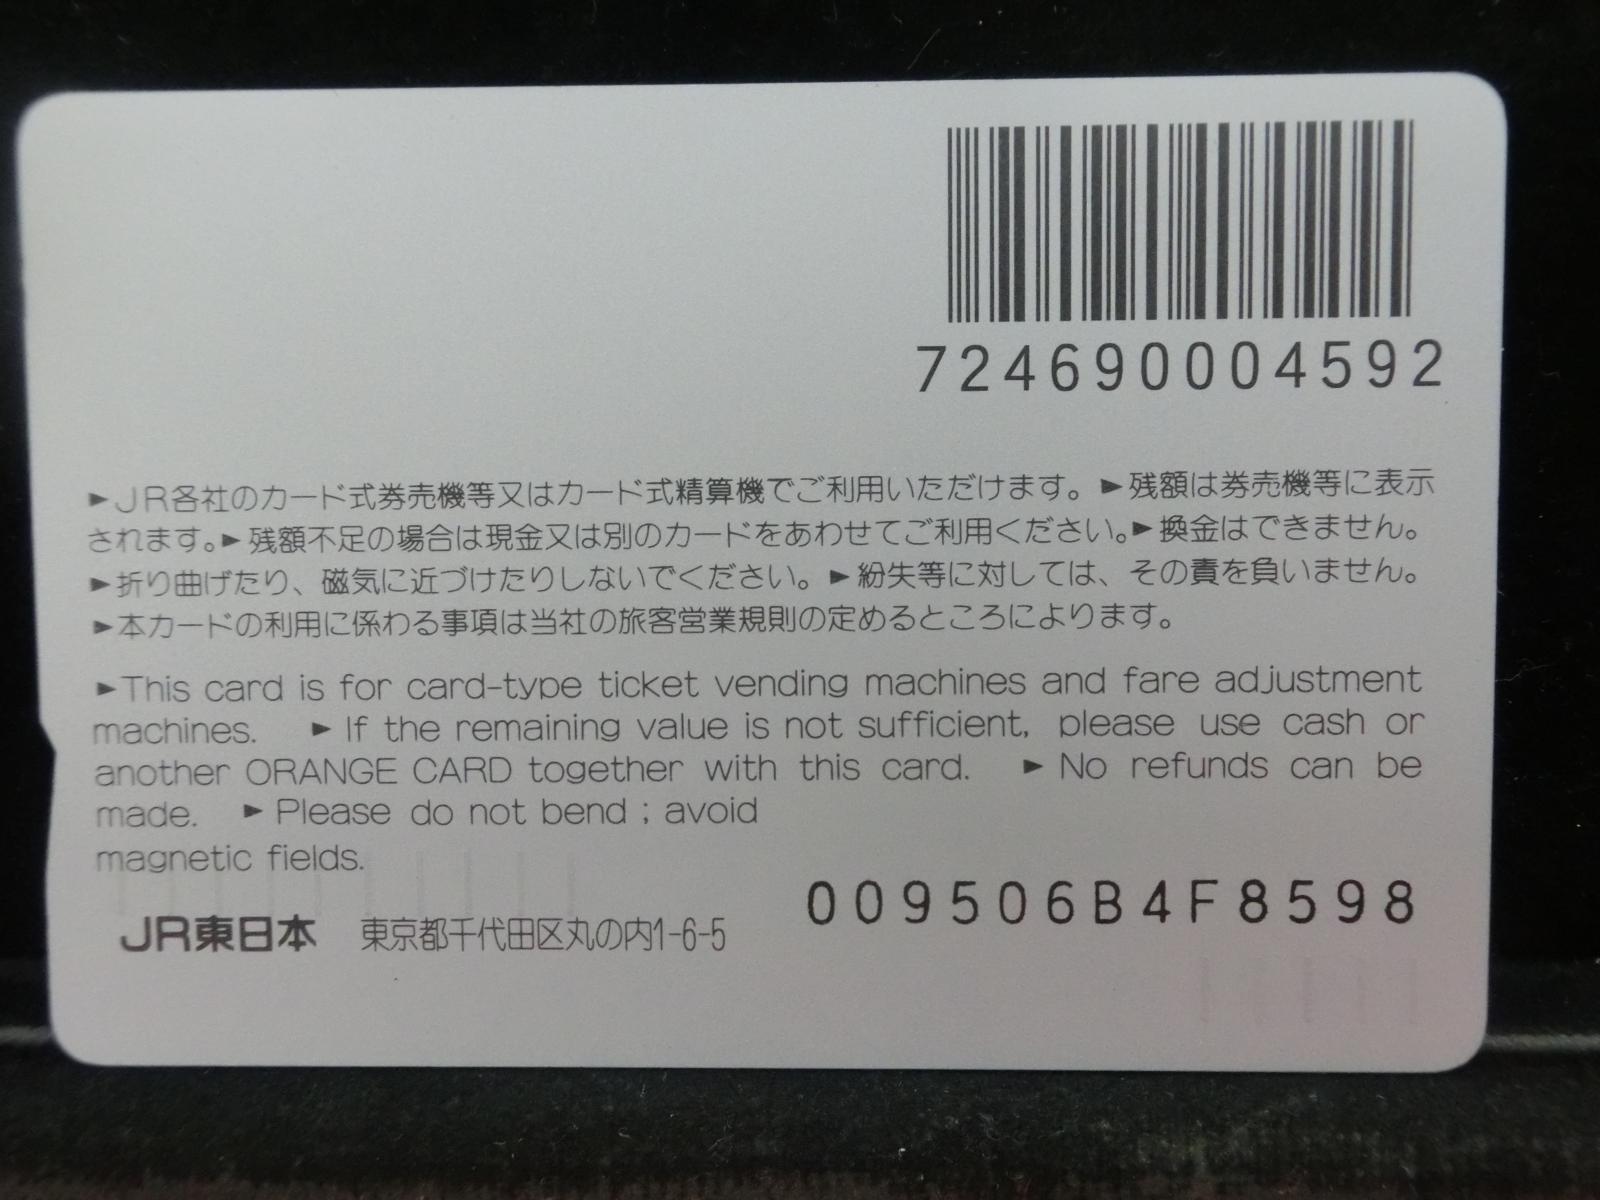 724690004592
►JR各社のカード式券売機等又はカード式精算機でご利用いただけます。►残額は券売機等に表示
されます。►残額不足の場合は現金又は別のカードをあわせてご利用ください。►換金はできません。
►折り曲げたり、磁気に近づけたりしないでください。►紛失等に対しては、その責を負いません。
►本カードの利用に係わる事項は当社の旅客営業規則の定めるところによります。
►This card is for card-type ticket vending machines and fare adjustment
machines. ►If the remaining value is not sufficient, please use cash or
another ORANGE CARD together with this card. ►No refunds can be
made. ►Please do not bend ; avoid
magnetic fields.
009506B4F8598
JR東日本 東京都千代田区丸の内1-6-5